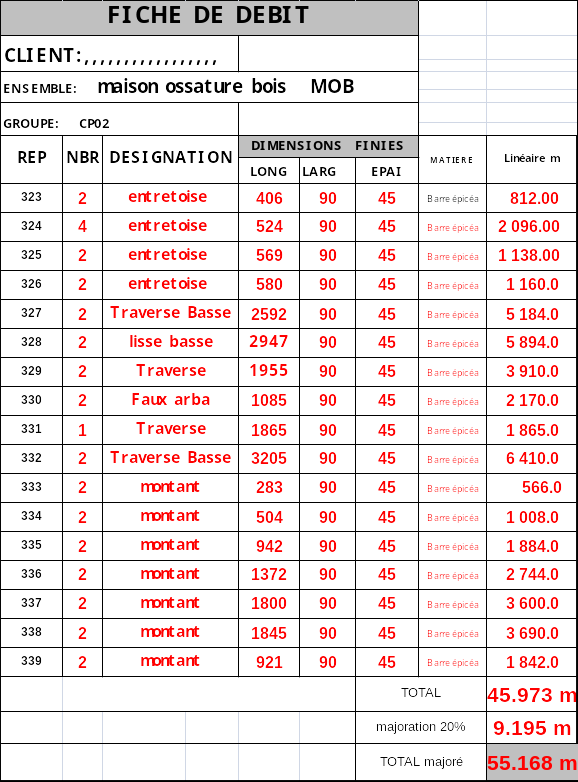 FICHE DE DEBIT
CLIENT:,,,,,,,,,,,,,,,,,
ENSEMBLE: maison ossature bois MOB
GROUPE: CP02
DIMENSIONS FINIES
REP NBR DESIGNATION LONG LARG EPAI MATIERE Linéaire m
323 2 entretoise 406 90 45 Barre épicéa 812.00
324 4 entretoise 524 90 45 Barre épicéa 2 096.00
325 2 entretoise 569 90 45 Barre épicéa 1 138.00
326 2 entretoise 580 90 45 Barre épicéa 1 160.0
327 2 Traverse Basse 2592 90 45 Barre épicéa 5 184.0
328 2 lisse basse 2947 90 45 Barre épicéa 5 894.0
329 2 Traverse 1955 90 45 Barre épicéa 3 910.0
330 2 Faux arba 1085 90 45 Barre épicéa 2 170.0
331 1 Traverse 1865 90 45 Barre épicéa 1 865.0
332 2 Traverse Basse 3205 90 45 Barre épicéa 6 410.0
333 2 montant 283 90 45 Barre épicéa 566.0
334 2 montant 504 90 45 Barre épicéa 1 008.0
335 2 montant 942 90 45 Barre épicéa 1 884.0
336 2 montant 1372 90 45 Barre épicéa 2 744.0
337 2 montant 1800 90 45 Barre épicéa 3 600.0
338 2 montant 1845 90 45 Barre épicéa 3 690.0
339 2 montant 921 90 45 Barre épicéa 1 842.0
TOTAL 45.973 m
majoration 20% 9.195 m
TOTAL majoré 55.168 m